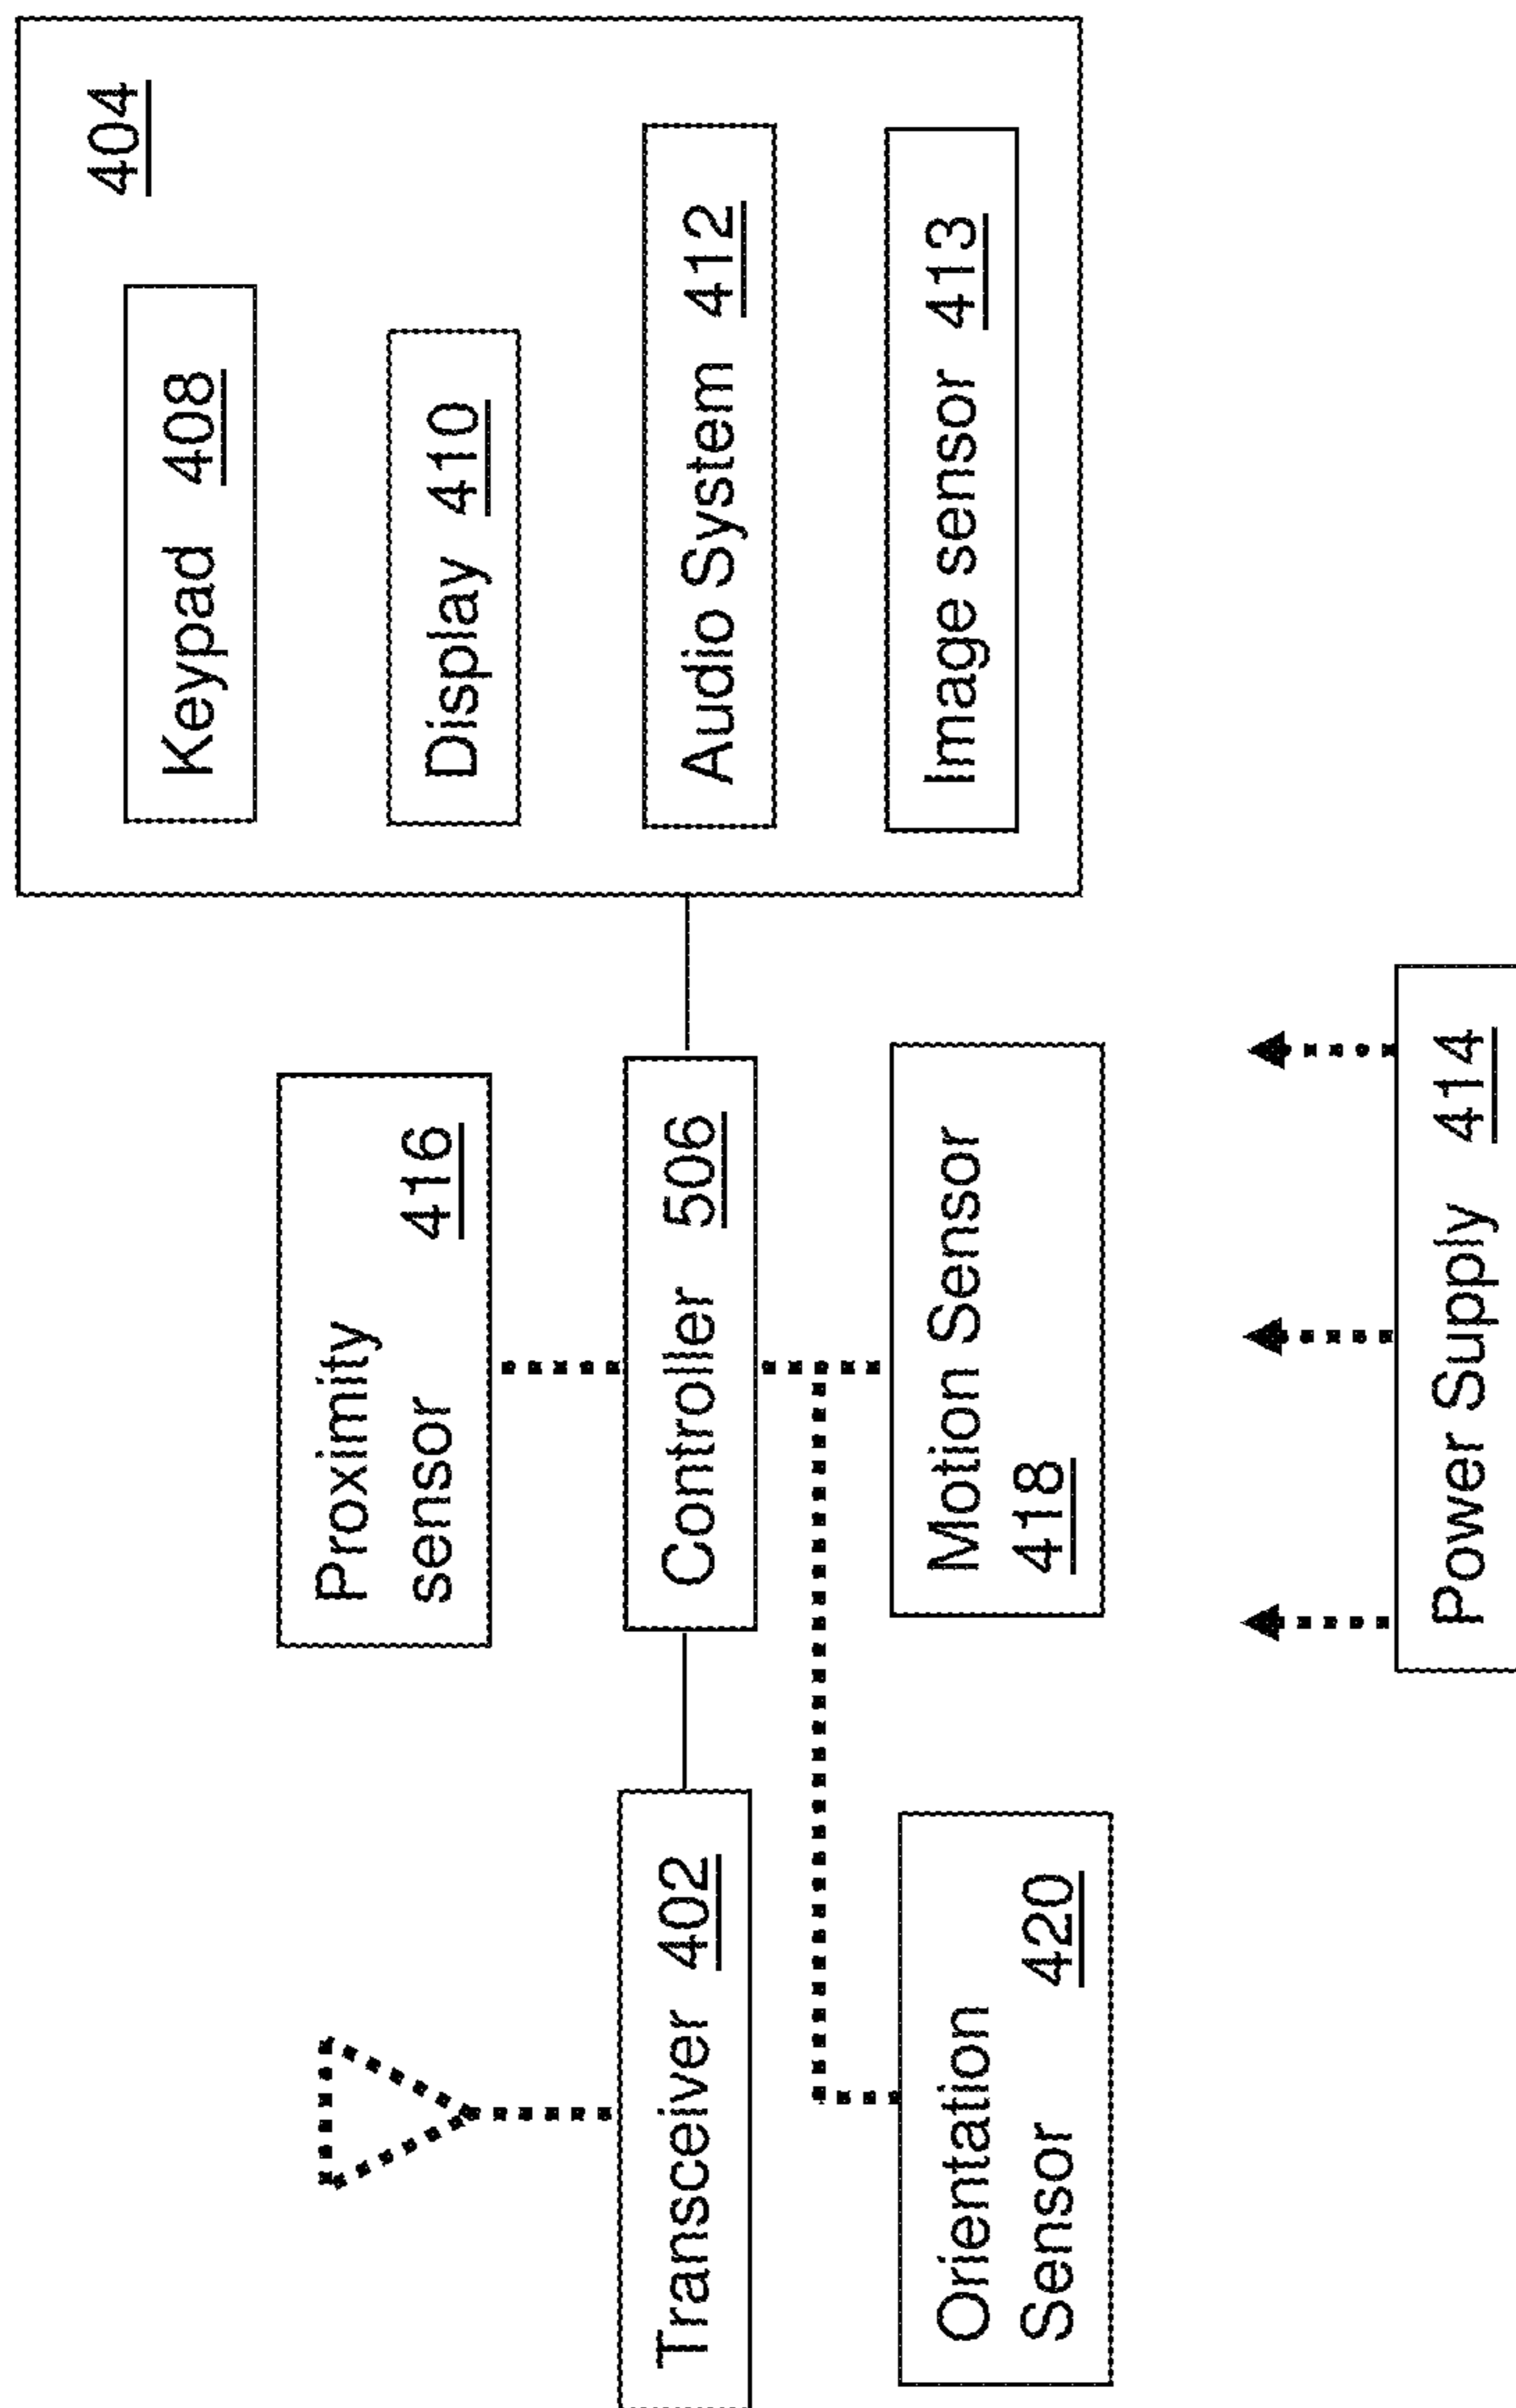 404
Keypad 408
Display 410
Audio System 412
Image sensor 413
Proximity
sensor 416
Controller 506
Motion Sensor
418
Transceiver 402
Orientation
Sensor 420
Power Supply 414